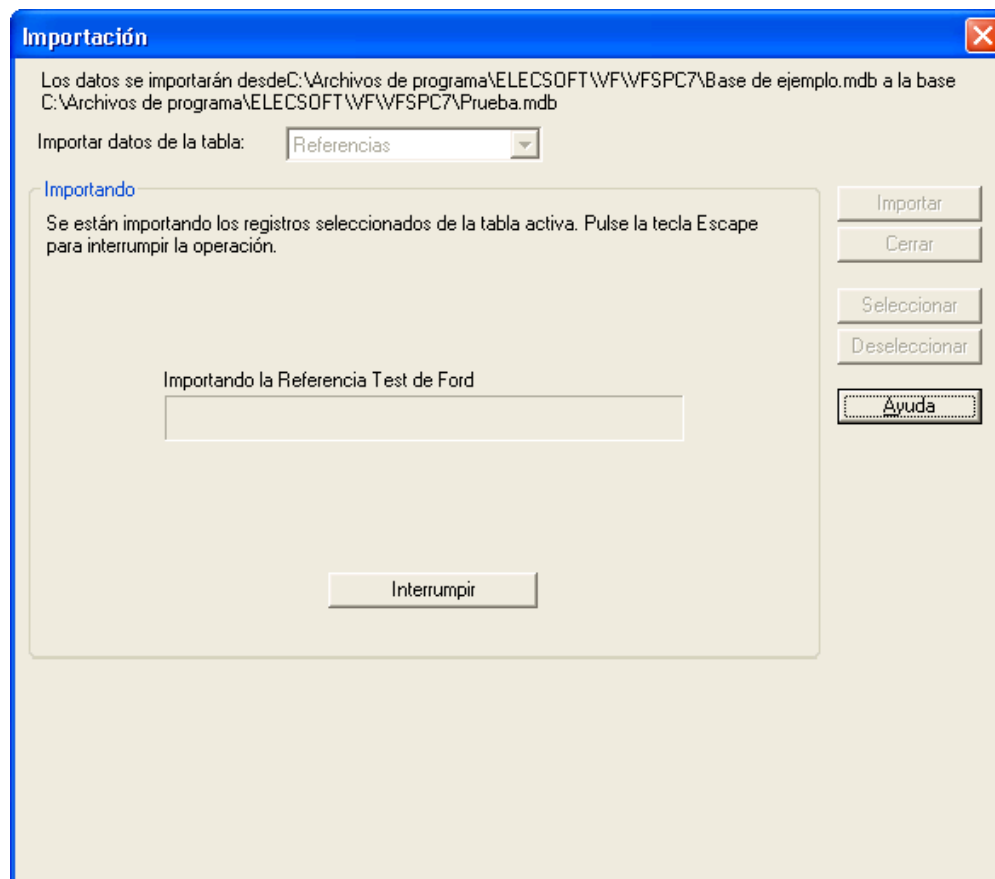 Importación
Los datos se importarán desdeC:\Archivos de programa\ELECSOFT\VF\VFSPC7\Base de ejemplo.mdb a la base
C:\Archivos de programa\ELECSOFT\VF\VFSPC7\Prueba.mdb
Importar datos de la tabla:
Referencias
Importando
Se están importando los registros seleccionados de la tabla activa. Pulse la tecla Escape
para interrumpir la operación.
Importar
Cerrar
Seleccionar
Deseleccionar
Ayuda
Importando la Referencia Test de Ford
Interrumpir